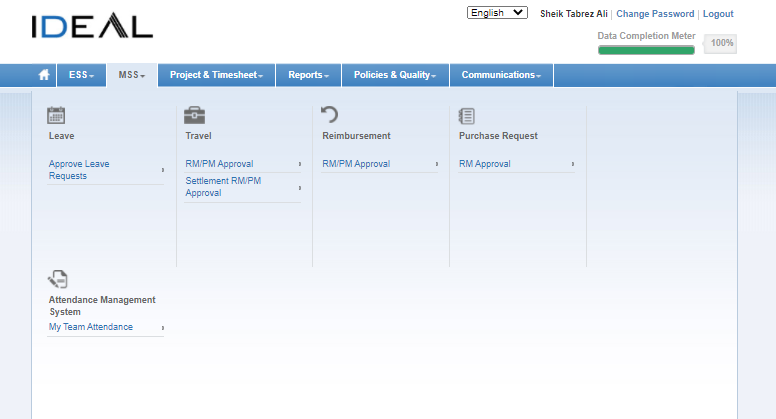 IDEAL
English
Sheik Tabrez Ali | Change Password | Logout
Data Completion Meter
100%
ESS
MSS
Project & Timesheet
Reports
Policies & Quality
Communications
Leave
Approve Leave
Requests
Travel
RM/PM Approval
Settlement RM/PM
Approval
Reimbursement
RM/PM Approval
Purchase Request
RM Approval
Attendance Management
System
My Team Attendance